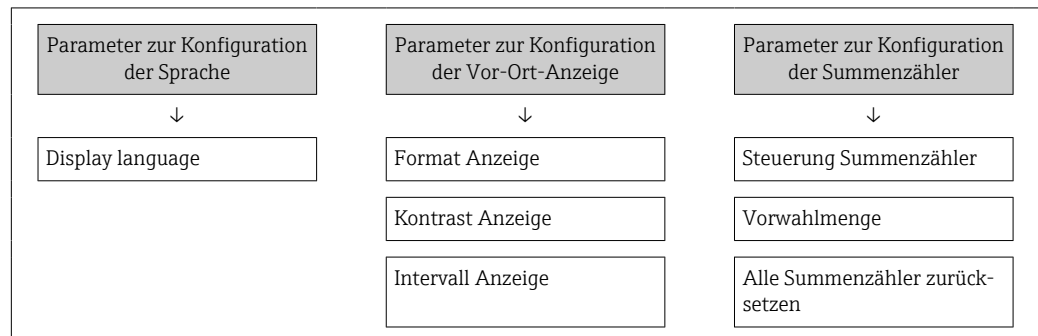 Parameter zur Konfiguration
der Sprache
↓
Display language
Parameter zur Konfiguration
der Vor-Ort-Anzeige
↓
Format Anzeige
Kontrast Anzeige
Intervall Anzeige
Parameter zur Konfiguration
der Summenzähler
↓
Steuerung Summenzähler
Vorwahlmenge
Alle Summenzähler zurück-
setzen